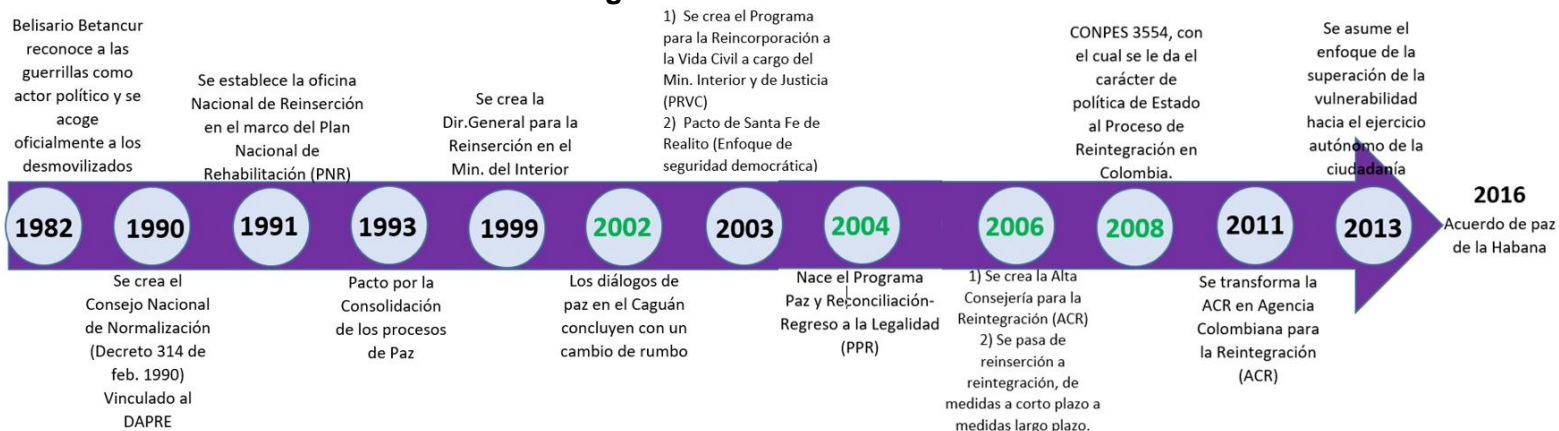 Belisario Betancur
reconoce a las
guerrillas como
actor político y se
acoge
oficialmente a los
desmovilizados
1982
1990
Se crea el
Consejo Nacional
de Normalización
(Decreto 314 de
feb. 1990)
Vinculado al
DAPRE
Se establece la oficina
Nacional de Reinserción
en el marco del Plan
Nacional de
Rehabilitación (PNR)
1991
1993
Pacto por la
Consolidación
de los procesos
de Paz
Se crea la
Dir.General para la
Reinserción en el
Min. del Interior
1999
2002
Los diálogos de
paz en el Caguán
concluyen con un
cambio de rumbo
1) Se crea el Programa
para la Reincorporación a
la Vida Civil a cargo del
Min. Interior y de Justicia
(PRVC)
2) Pacto de Santa Fe de
Realito (Enfoque de
seguridad democrática)
2003
2004
Nace el Programa
Paz y Reconciliación-
Regreso a la Legalidad
(PPR)
2006
1) Se crea la Alta
Consejería para la
Reintegración (ACR)
2) Se pasa de
reinserción a
reintegración, de
medidas a corto plazo a
medidas largo plazo.
CONPES 3554, con
el cual se le da el
carácter de
política de Estado
al Proceso de
Reintegración en
Colombia.
2008
2011
Se transforma la
ACR en Agencia
Colombiana para
la Reintegración
(ACR)
Se asume el
enfoque de la
superación de la
vulnerabilidad
hacia el ejercicio
autónomo de la
ciudadanía
2013
2016
Acuerdo de paz
de la Habana